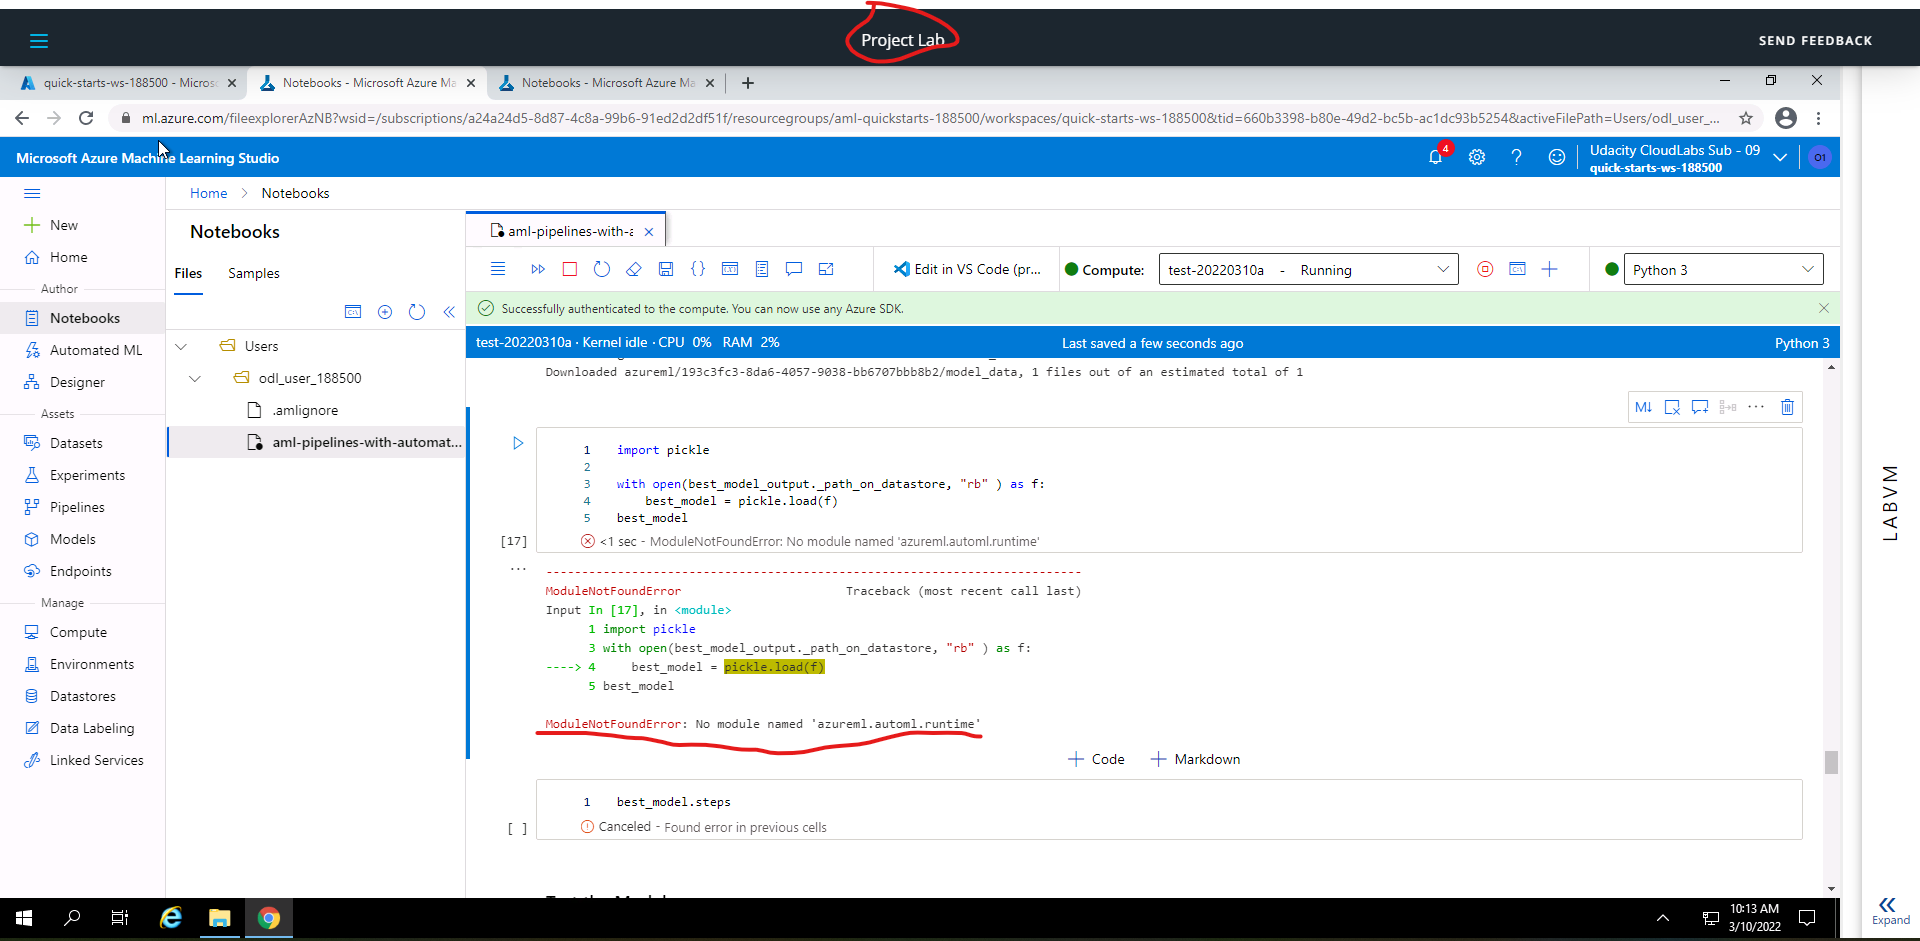 Project Lab
SEND FEEDBACK
quick-starts-ws-188500 - Micros
Notebooks - Microsoft Azure Ma
Notebooks - Microsoft Azure Ma
ml.azure.com/fileexplorerAzNB?wsid=/subscriptions/a24a24d5-8d87-4c8a-99b6-91ed2d2df51f/resourcegroups/aml-quickstarts-188500/workspaces/quick-starts-ws-188500&tid=660b3398-b80e-49d2-bc5b-ac1dc93b5254&activeFilePath=Users/odl_user_...
Microsoft Azure Machine Learning Studio
4
Udacity CloudLabs Sub - 09
quick-starts-ws-188500
O1
Home > Notebooks
New
Home
Author
Notebooks
Automated ML
Designer
Assets
Datasets
Experiments
Pipelines
Models
Endpoints
Manage
Compute
Environments
Datastores
Data Labeling
Linked Services
Notebooks
Files Samples
Users
odl_user_188500
.amlignore
aml-pipelines-with-automat...
aml-pipelines-with-a
Edit in VS Code (pr...
Compute:
test-20220310a - Running
Python 3
Successfully authenticated to the compute. You can now use any Azure SDK.
test-20220310a · Kernel idle · CPU 0% RAM 2%
Last saved a few seconds ago
Python 3
Downloaded azureml/193c3fc3-8da6-4057-9038-bb6707bbb8b2/model_data, 1 files out of an estimated total of 1
M↓
1 import pickle
2
3 with open(best_model_output._path_on_datastore, "rb" ) as f:
4 best_model = pickle.load(f)
5 best_model
[17]
<1 sec - ModuleNotFoundError: No module named 'azureml.automl.runtime'
---------------------------------------------------------------------------
ModuleNotFoundError Traceback (most recent call last)
Input In [17], in <module>
1 import pickle
3 with open(best_model_output._path_on_datastore, "rb" ) as f:
----> 4 best_model = pickle.load(f)
5 best_model
ModuleNotFoundError: No module named 'azureml.automl.runtime'
+ Code + Markdown
1 best_model.steps
[ ]
Canceled - Found error in previous cells
LABVM
Expand
10:13 AM
3/10/2022